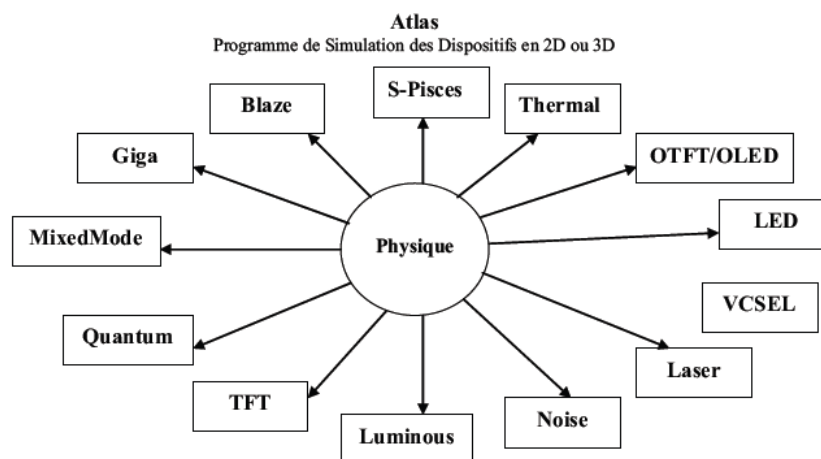 Atlas
Programme de Simulation des Dispositifs en 2D ou 3D
S-Pisces
Blaze
Thermal
Giga
OTFT/OLED
MixedMode
Physique
LED
VCSEL
Quantum
Laser
TFT
Luminous
Noise